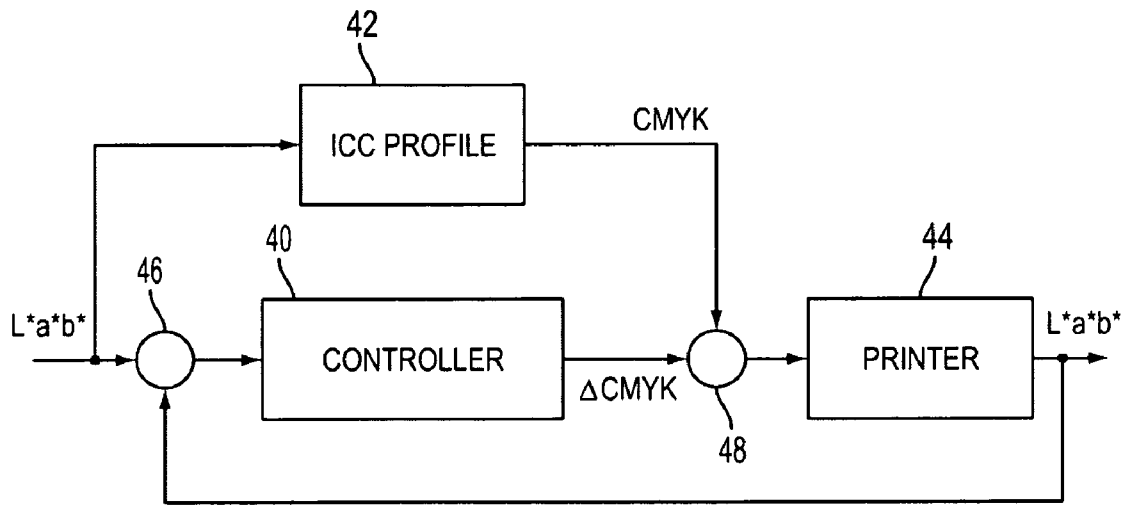 42
ICC PROFILE
CMYK
40
44
46
L*a*b*
CONTROLLER
ΔCMYK
48
PRINTER
L*a*b*